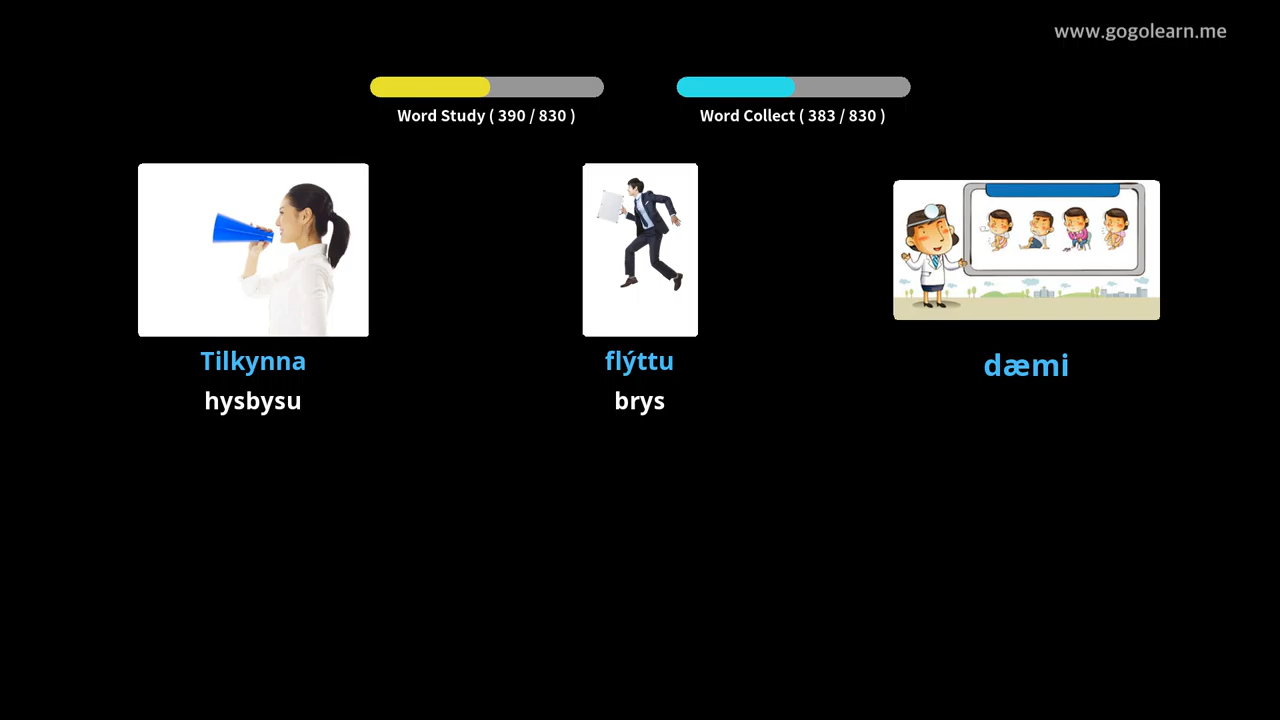 www.gogolearn.me
Word Study ( 390 / 830 )
Word Collect ( 383 / 830 )
Tilkynna
hysbysu
flýttu
brys
dæmi